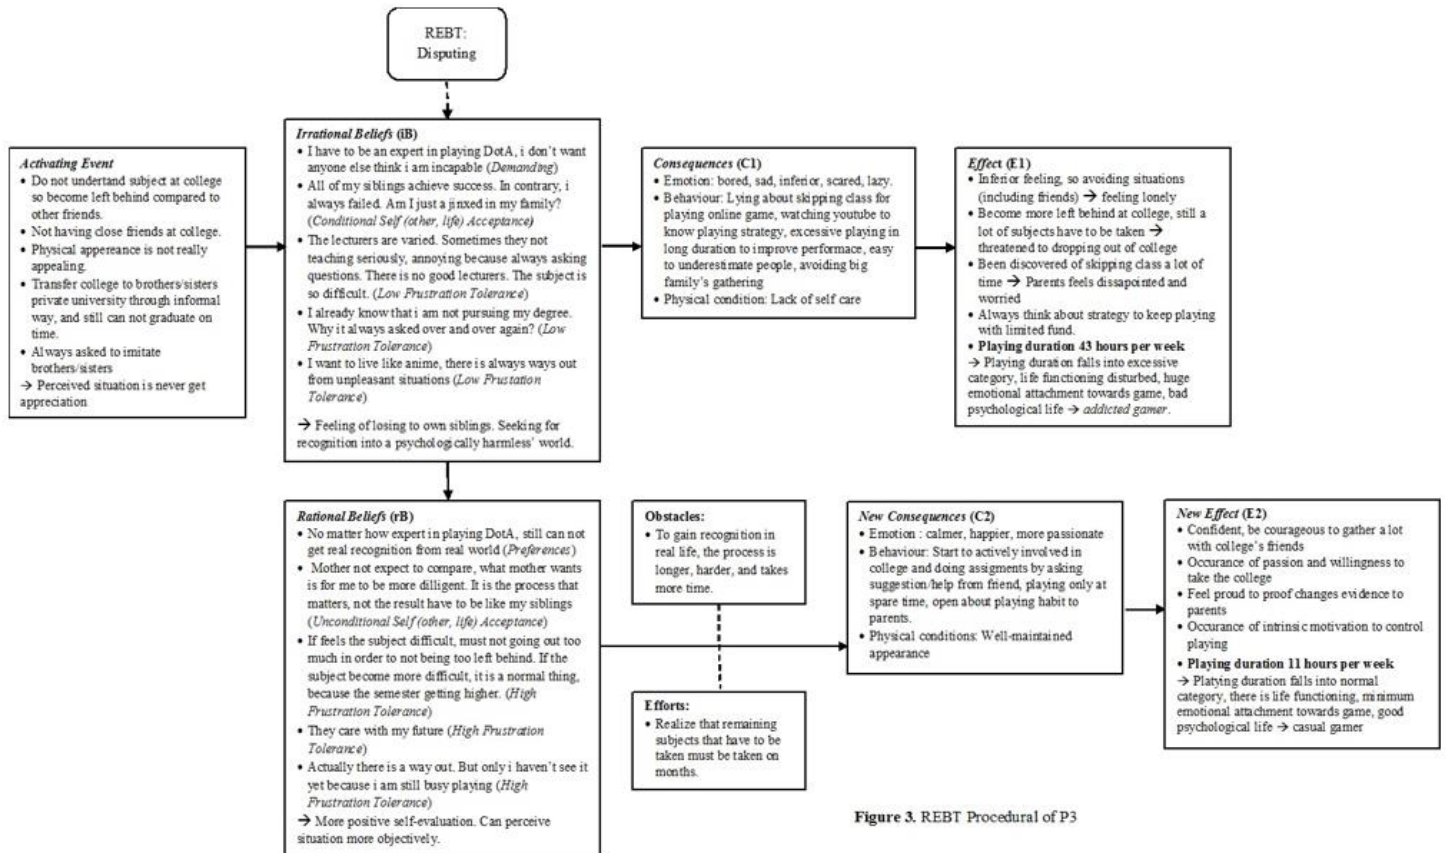 REBT:
Disputing
Activating Event
• Do not undertand subject at college
so become left behind compared to
other friends.
• Not having close friends at college.
• Physical appereance is not really
appealing.
• Transfer college to brothers/sisters
private university through informal
way, and still can not graduate on
time.
• Always asked to imitate
brothers/sisters
→ Perceived situation is never get
appreciation
Irrational Beliefs (iB)
• I have to be an expert in playing DotA, i don't want
anyone else think i am incapable (Demanding)
• All of my siblings achieve success. In contrary, i
always failed. Am I just a jinxed in my family?
(Conditional Self (other, life) Acceptance)
• The lecturers are varied. Sometimes they not
teaching seriously, annoying because always asking
questions. There is no good lecturers. The subject is
so difficult. (Low Frustration Tolerance)
• I already know that i am not pursuing my degree.
Why it always asked over and over again? (Low
Frustration Tolerance)
• I want to live like anime, there is always ways out
from unpleasant situations (Low Frustation
Tolerance)
→ Feeling of losing to own siblings. Seeking for
recognition into a psychologically harmless' world.
Consequences (C1)
• Emotion: bored, sad, inferior, scared, lazy.
• Behaviour: Lying about skipping class for
playing online game, watching youtube to
know playing strategy, excessive playing in
long duration to improve performace, easy
to underestimate people, avoiding big
family's gathering
• Physical condition: Lack of self care
Effect (E1)
• Inferior feeling, so avoiding situations
(including friends) → feeling lonely
• Become more left behind at college, still a
lot of subjects have to be taken →
threatened to dropping out of college
• Been discovered of skipping class a lot of
time → Parents feels dissapointed and
worried
• Always think about strategy to keep playing
with limited fund.
• Playing duration 43 hours per week
→ Playing duration falls into excessive
category, life functioning disturbed, huge
emotional attachment towards game, bad
psychological life → addicted gamer.
Rational Beliefs (rB)
• No matter how expert in playing DotA, still can not
get real recognition from real world (Preferences)
• Mother not expect to compare, what mother wants
is for me to be more dilligent. It is the process that
matters, not the result have to be like my siblings
(Unconditional Self (other, life) Acceptance)
• If feels the subject difficult, must not going out too
much in order to not being too left behind. If the
subject become more difficult, it is a normal thing,
because the semester getting higher. (High
Frustration Tolerance)
• They care with my future (High Frustration
Tolerance)
• Actually there is a way out. But only i haven't see it
yet because i am still busy playing (High
Frustration Tolerance)
→ More positive self-evaluation. Can perceive
situation more objectively.
Obstacles:
• To gain recognition in
real life, the process is
longer, harder, and takes
more time.
Efforts:
• Realize that remaining
subjects that have to be
taken must be taken on
months.
New Consequences (C2)
• Emotion : calmer, happier, more passionate
• Behaviour: Start to actively involved in
college and doing assigments by asking
suggestion/help from friend, playing only at
spare time, open about playing habit to
parents.
• Physical conditions: Well-maintained
appearance
New Effect (E2)
• Confident, be courageous to gather a lot
with college's friends
• Occurance of passion and willingness to
take the college
• Feel proud to proof changes evidence to
parents
• Occurance of intrinsic motivation to control
playing
• Playing duration 11 hours per week
→ Platying duration falls into normal
category, there is life functioning, minimum
emotional attachment towards game, good
psychological life → casual gamer
Figure 3. REBT Procedural of P3